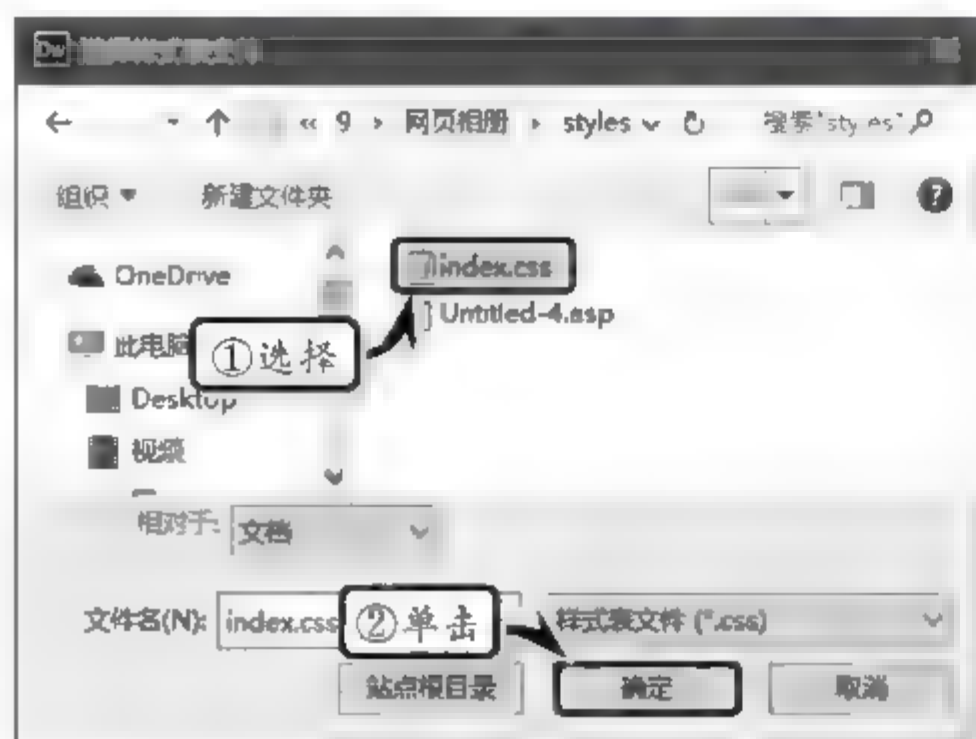 Dw
« 9 › 网页相册 › styles
组织 新建文件夹
OneDrive
index.css
Untitled-4.asp
此电脑
①选择
Desktop
视频
相对于: 文档
文件名(N): index.css
②单击
样式表文件 (*.css)
站点根目录 确定 取消